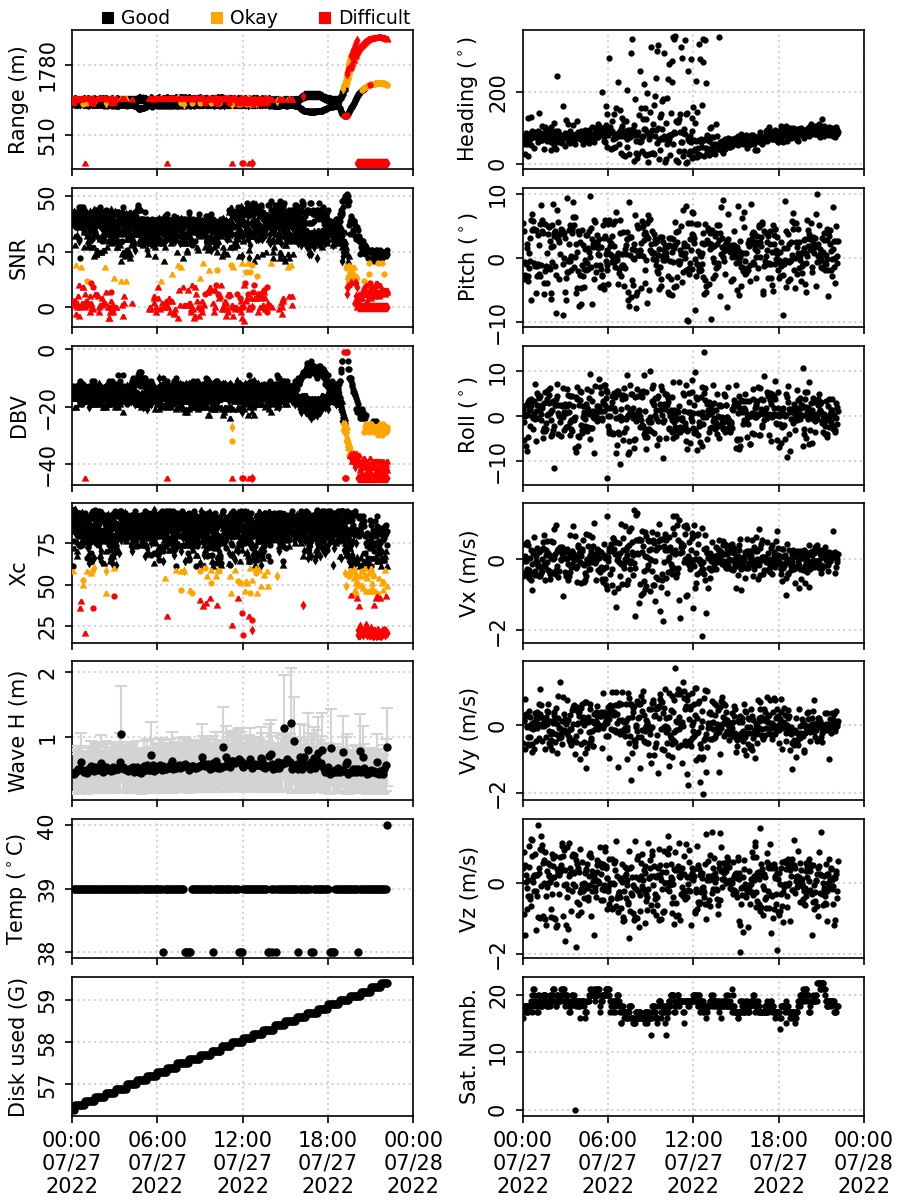 Good Okay Difficult
Range (m)
1780
510
Heading (°)
200
0
SNR
50
25
0
Pitch (°)
10
0
−10
DBV
0
−20
−40
Roll (°)
10
0
−10
Xc
75
50
25
Vx (m/s)
0
−2
Wave H (m)
2
1
Vy (m/s)
0
−2
Temp (°C)
40
39
38
Vz (m/s)
0
−2
Disk used (G)
59
58
57
Sat. Numb.
20
10
0
00:00 06:00 12:00 18:00 00:00
07/27 07/27 07/27 07/27 07/28
2022 2022 2022 2022 2022
00:00 06:00 12:00 18:00 00:00
07/27 07/27 07/27 07/27 07/28
2022 2022 2022 2022 2022